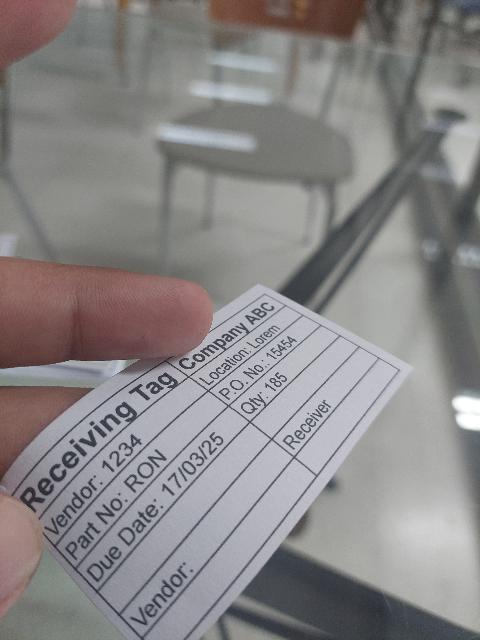 Receiving Tag Company ABC
Vendor: 1234 Location: Lorem
Part No: RON P.O. No.: 15454
Due Date: 17/03/25 Qty: 185
Vendor: Receiver